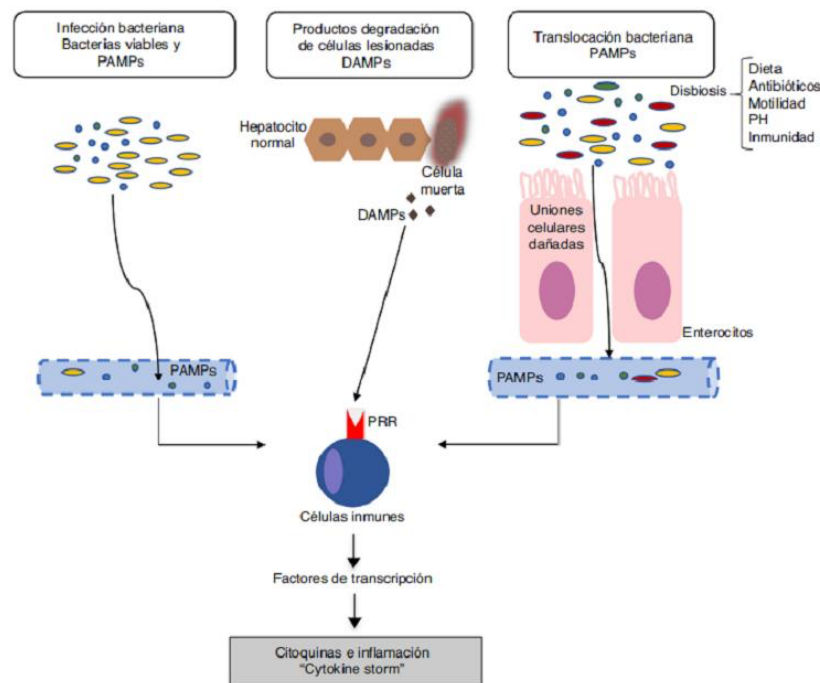 Infección bacteriana
Bacterias viables y
PAMPs
Productos degradación
de células lesionadas
DAMPs
Translocación bacteriana
PAMPs
Disbiosis
Dieta
Antibióticos
Motilidad
PH
Inmunidad
Hepatocito
normal
Célula
muerta
DAMPs
Uniones
celulares
dañadas
Enterocitos
PAMPs
PAMPs
PRR
Células inmunes
Factores de transcripción
Citoquinas e inflamación
“Cytokine storm”